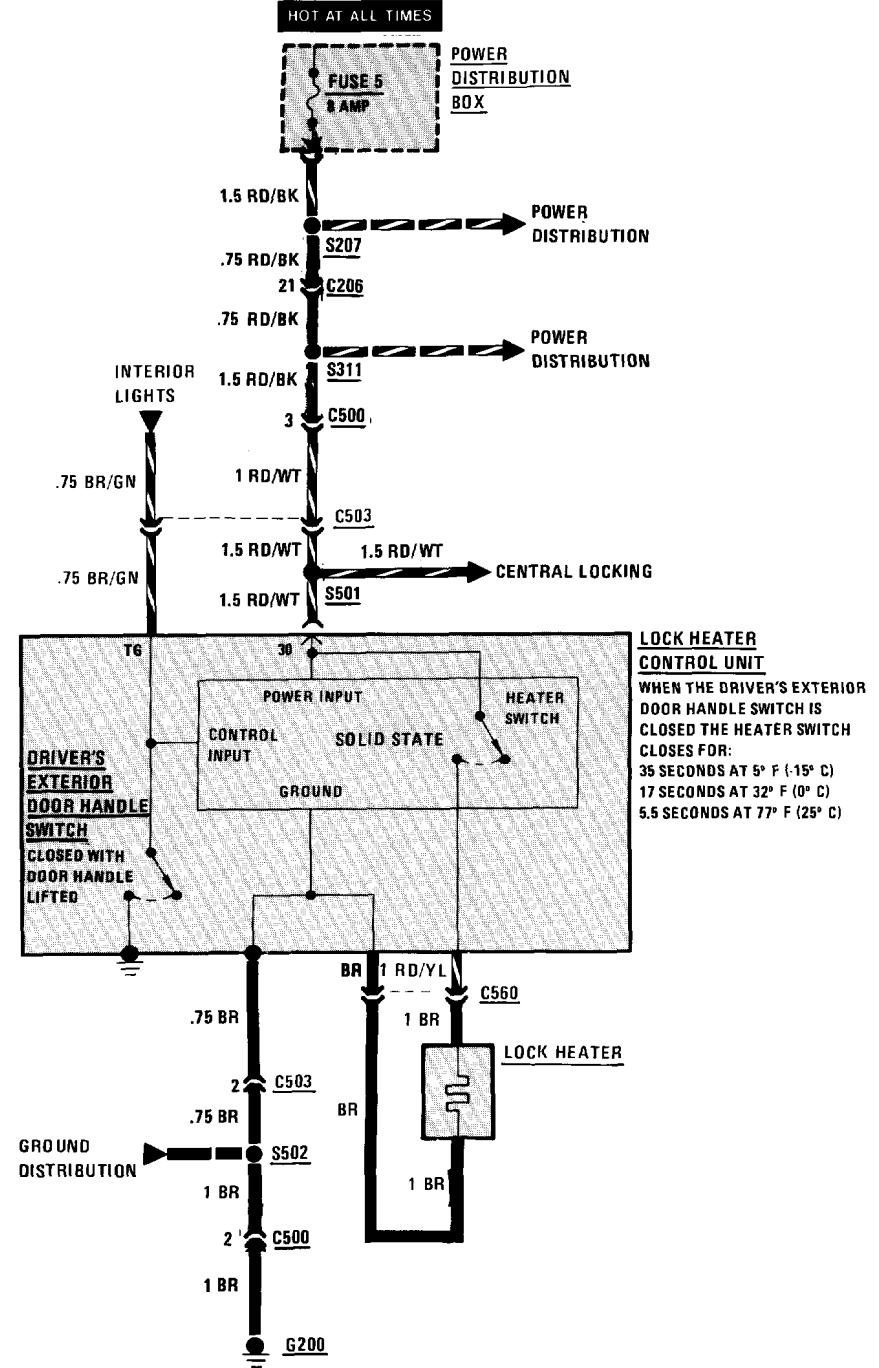 HOT AT ALL TIMES
POWER
DISTRIBUTION
BOX
FUSE 5
8 AMP
1.5 RD/BK
POWER
DISTRIBUTION
S207
.75 RD/BK
21 C206
.75 RD/BK
POWER
DISTRIBUTION
S311
1.5 RD/BK
INTERIOR
LIGHTS
3 C500
.75 BR/GN
1 RD/WT
C503
1.5 RD/WT
1.5 RD/WT
.75 BR/GN
CENTRAL LOCKING
S501
1.5 RD/WT
T6
30
LOCK HEATER
CONTROL UNIT
WHEN THE DRIVER'S EXTERIOR
DOOR HANDLE SWITCH IS
CLOSED THE HEATER SWITCH
CLOSES FOR:
35 SECONDS AT 5° F (-15° C)
17 SECONDS AT 32° F (0° C)
5.5 SECONDS AT 77° F (25° C)
POWER INPUT
HEATER
SWITCH
CONTROL
INPUT
SOLID STATE
GROUND
DRIVER'S
EXTERIOR
DOOR HANDLE
SWITCH
CLOSED WITH
DOOR HANDLE
LIFTED
BR
1 RD/YL
C560
.75 BR
1 BR
LOCK HEATER
2 C503
.75 BR
BR
GROUND
DISTRIBUTION
S502
1 BR
1 BR
2 C500
1 BR
G200